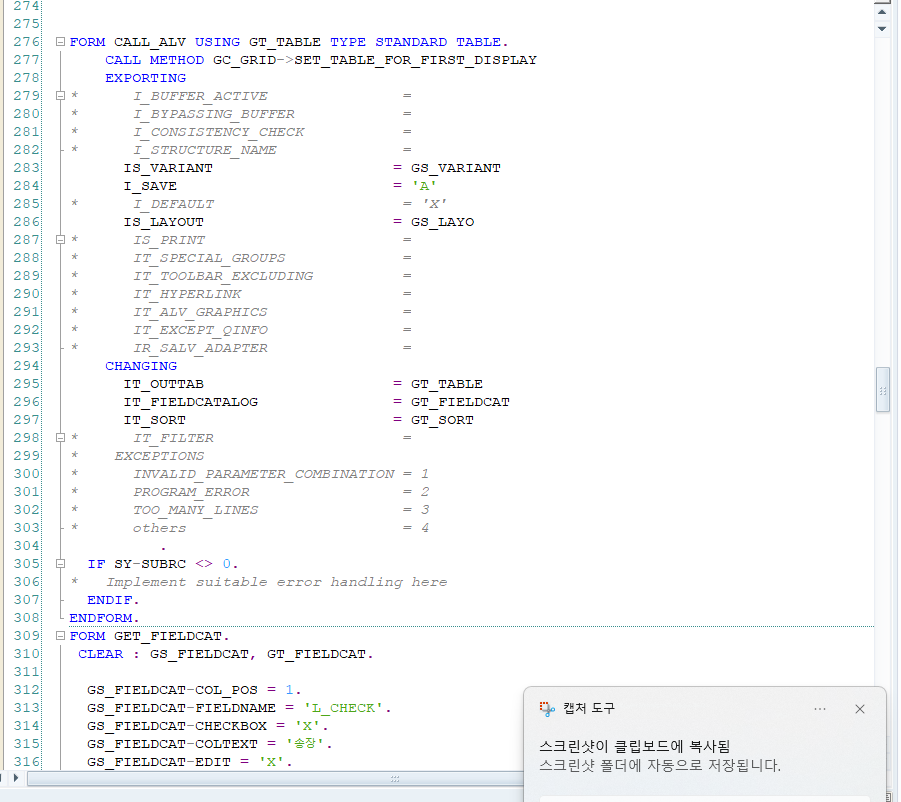 274
275
276 FORM CALL_ALV USING GT_TABLE TYPE STANDARD TABLE.
277 CALL METHOD GC_GRID->SET_TABLE_FOR_FIRST_DISPLAY
278 EXPORTING
279 * I_BUFFER_ACTIVE =
280 * I_BYPASSING_BUFFER =
281 * I_CONSISTENCY_CHECK =
282 * I_STRUCTURE_NAME =
283 IS_VARIANT = GS_VARIANT
284 I_SAVE = 'A'
285 * I_DEFAULT = 'X'
286 IS_LAYOUT = GS_LAYO
287 * IS_PRINT =
288 * IT_SPECIAL_GROUPS =
289 * IT_TOOLBAR_EXCLUDING =
290 * IT_HYPERLINK =
291 * IT_ALV_GRAPHICS =
292 * IT_EXCEPT_QINFO =
293 * IR_SALV_ADAPTER =
294 CHANGING
295 IT_OUTTAB = GT_TABLE
296 IT_FIELDCATALOG = GT_FIELDCAT
297 IT_SORT = GT_SORT
298 * IT_FILTER =
299 * EXCEPTIONS
300 * INVALID_PARAMETER_COMBINATION = 1
301 * PROGRAM_ERROR = 2
302 * TOO_MANY_LINES = 3
303 * others = 4
304 .
305 IF SY-SUBRC <> 0.
306 * Implement suitable error handling here
307 ENDIF.
308 ENDFORM.
309 FORM GET_FIELDCAT.
310 CLEAR : GS_FIELDCAT, GT_FIELDCAT.
311
312 GS_FIELDCAT-COL_POS = 1.
313 GS_FIELDCAT-FIELDNAME = 'L_CHECK'.
314 GS_FIELDCAT-CHECKBOX = 'X'.
315 GS_FIELDCAT-COLTEXT = '송장'.
316 GS_FIELDCAT-EDIT = 'X'.
캡처 도구
스크린샷이 클립보드에 복사됨
스크린샷 폴더에 자동으로 저장됩니다.